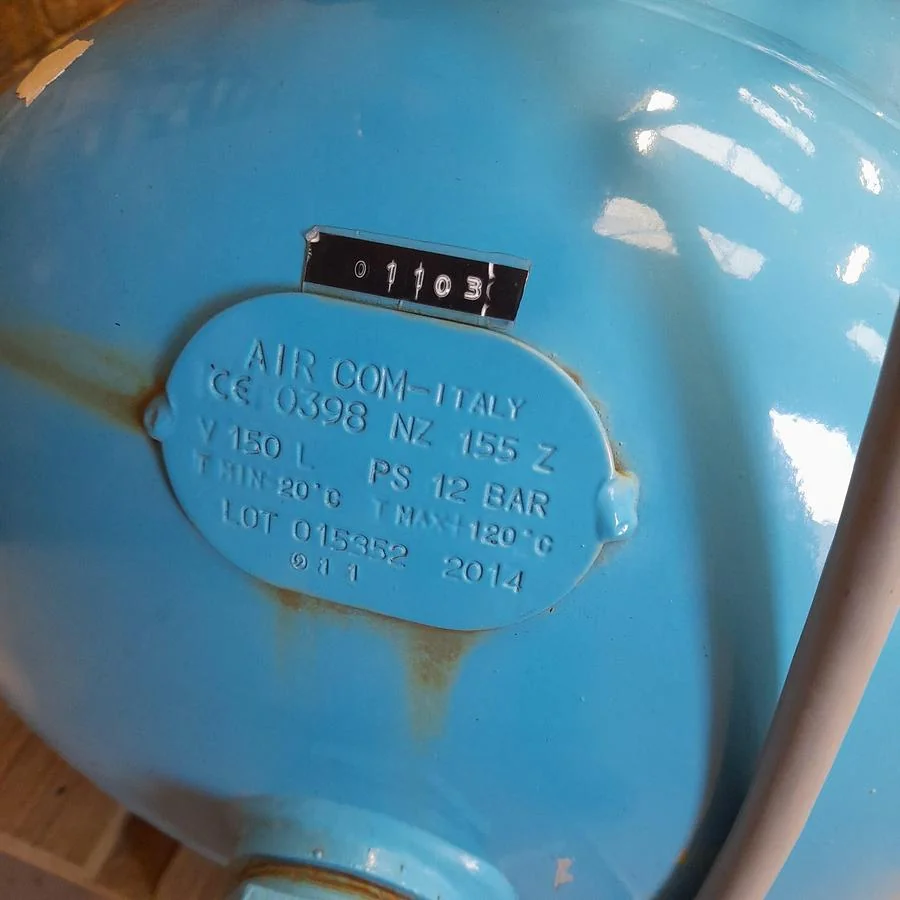 01103
AIR COM-ITALY
CE 0398 NZ 155 Z
V 150 L PS 12 BAR
T MIN-20°C T MAX+120°C
LOT 015352 2014
011